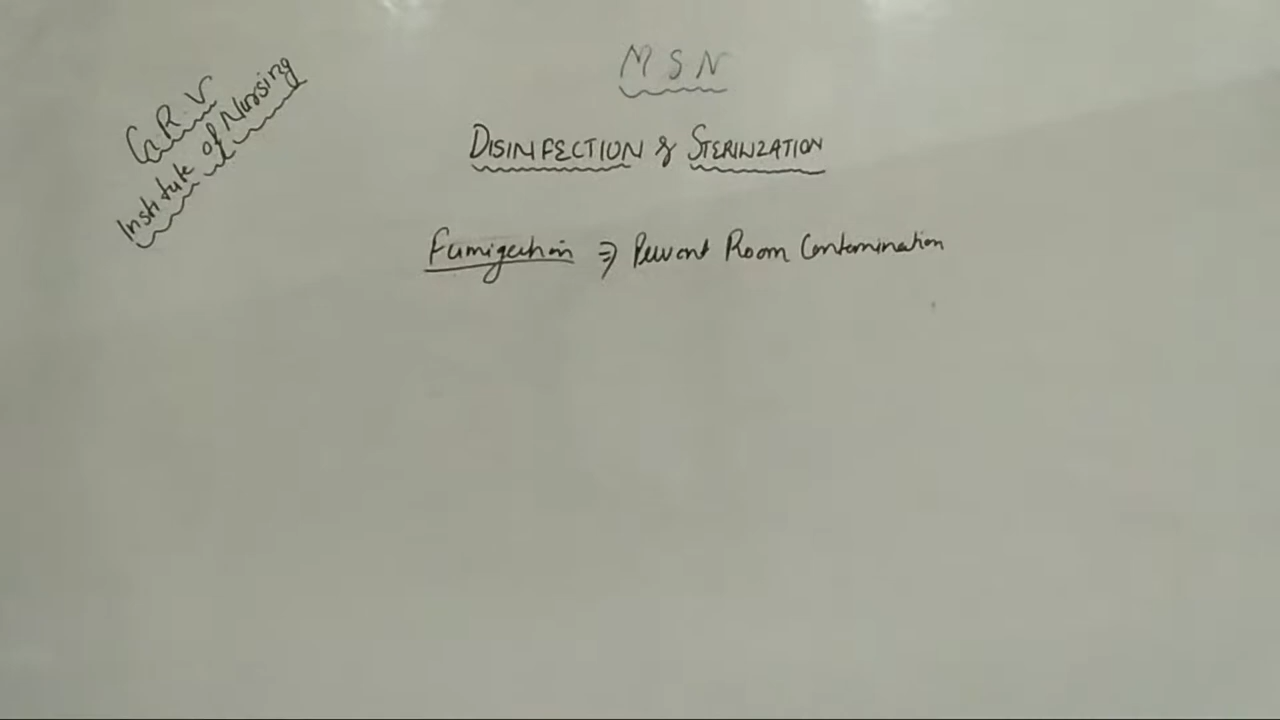 G.R.V
Institute of Nursing
MSN
DISINFECTION & STERILIZATION
Fumigation ⇒ Prevent Room Contamination